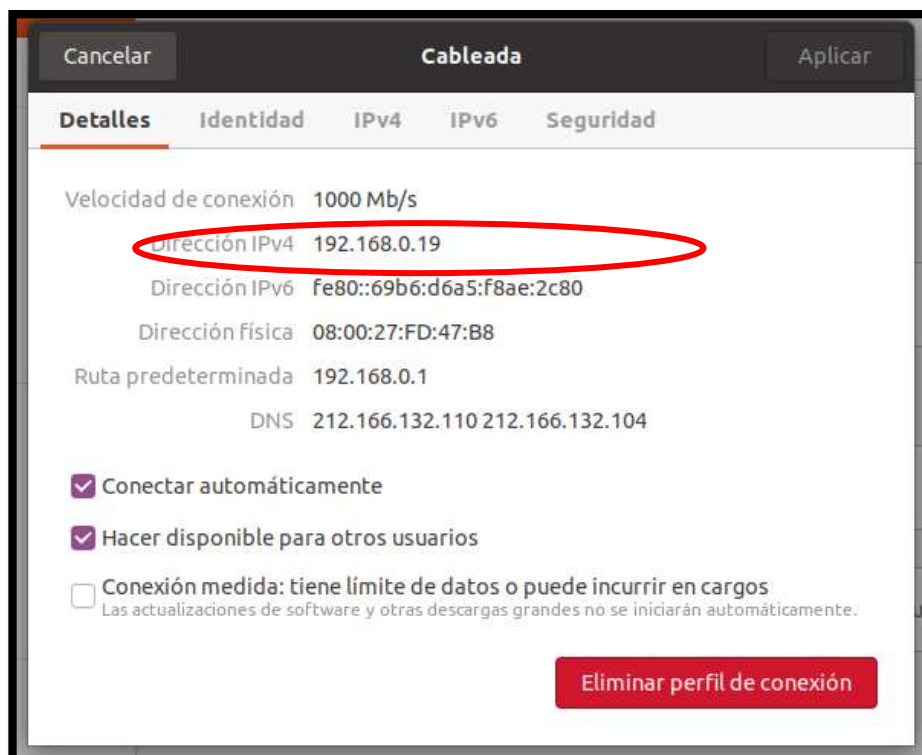 Cancelar Cableada Aplicar
Detalles Identidad IPv4 IPv6 Seguridad
Velocidad de conexión 1000 Mb/s
Dirección IPv4 192.168.0.19
Dirección IPv6 fe80::69b6:d6a5:f8ae:2c80
Dirección física 08:00:27:FD:47:B8
Ruta predeterminada 192.168.0.1
DNS 212.166.132.110 212.166.132.104
Conectar automáticamente
Hacer disponible para otros usuarios
Conexión medida: tiene límite de datos o puede incurrir en cargos
Las actualizaciones de software y otras descargas grandes no se iniciarán automáticamente.
Eliminar perfil de conexión